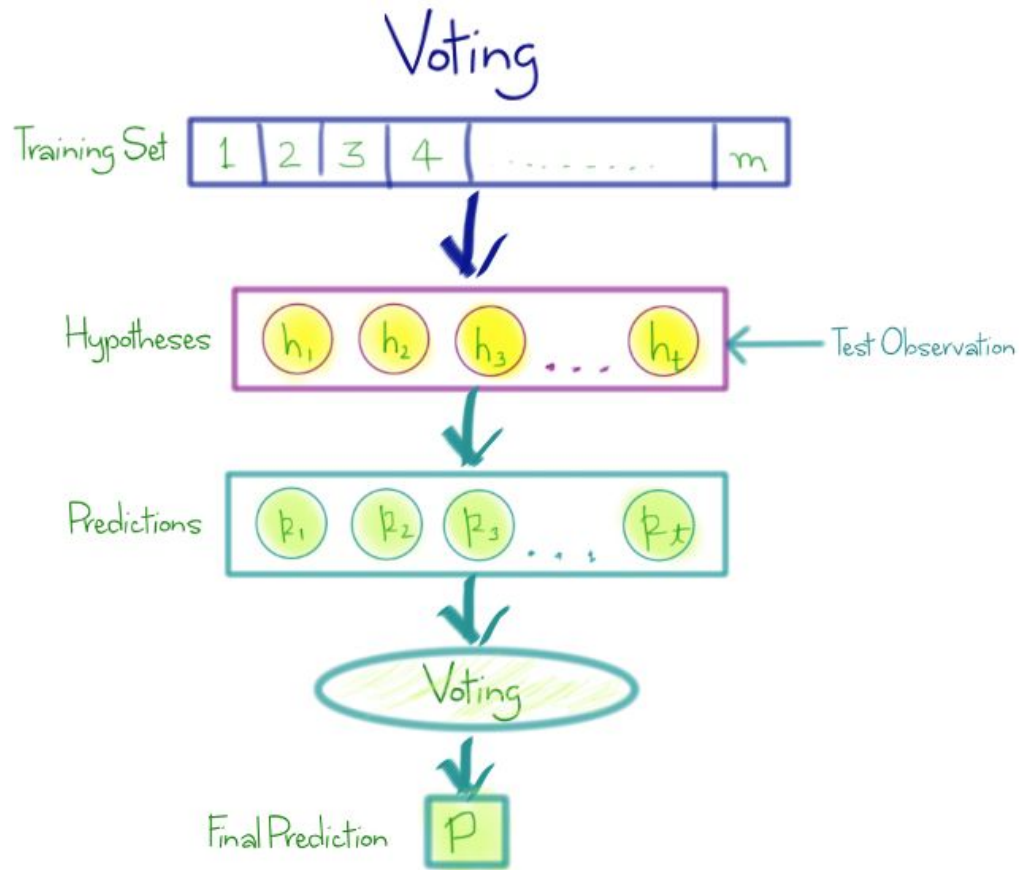 Voting
Training Set 1 2 3 4 ......... m
Hypotheses h₁ h₂ h₃ .... hₜ Test Observation
Predictions p₁ p₂ p₃ .... pₜ
Voting
Final Prediction P